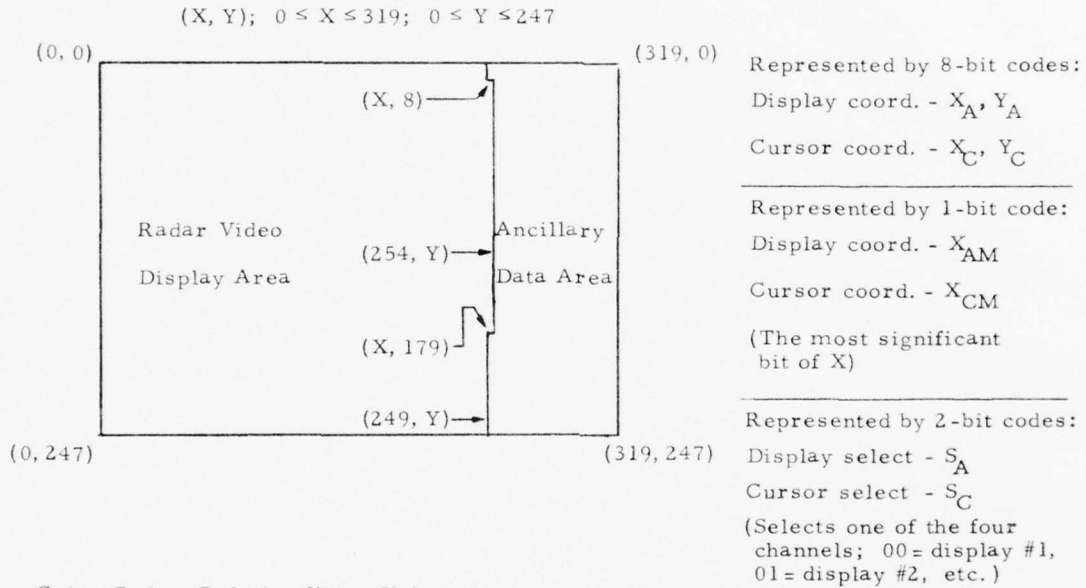 (X, Y); 0 ≤ X ≤ 319; 0 ≤ Y ≤ 247
(0, 0)
(319, 0)
(X, 8)
Radar Video
Display Area
(254, Y)
Ancillary
Data Area
(X, 179)
(249, Y)
(0, 247)
(319, 247)
Represented by 8-bit codes:
Display coord. - X_A, Y_A
Cursor coord. - X_C, Y_C
Represented by 1-bit code:
Display coord. - X_AM
Cursor coord. - X_CM
(The most significant
bit of X)
Represented by 2-bit codes:
Display select - S_A
Cursor select - S_C
(Selects one of the four
channels; 00 = display #1,
01 = display #2, etc.)